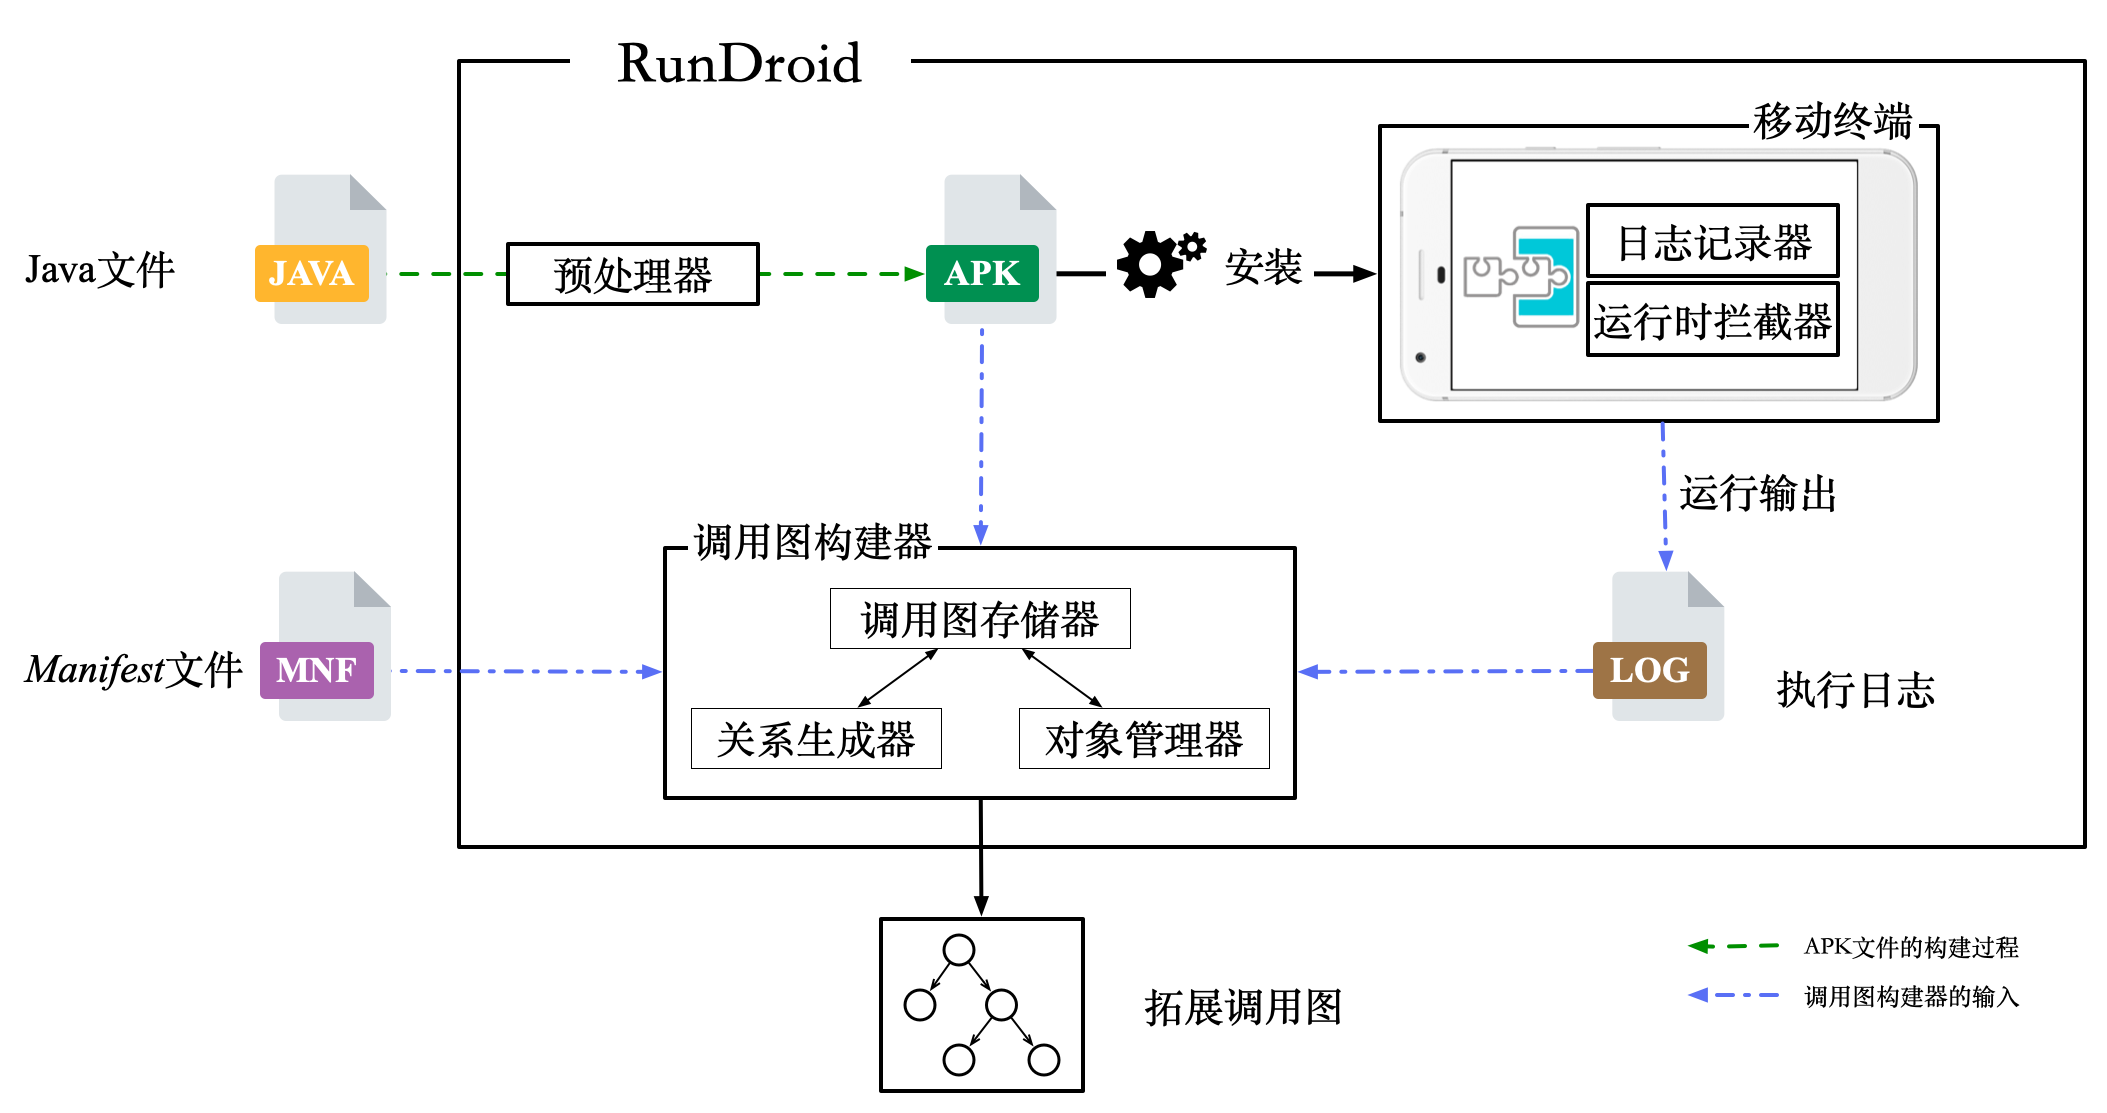 RunDroid
移动终端
Java文件
JAVA
预处理器
APK
安装
日志记录器
运行时拦截器
运行输出
调用图构建器
调用图存储器
关系生成器
对象管理器
Manifest文件
MNF
LOG
执行日志
拓展调用图
APK文件的构建过程
调用图构建器的输入